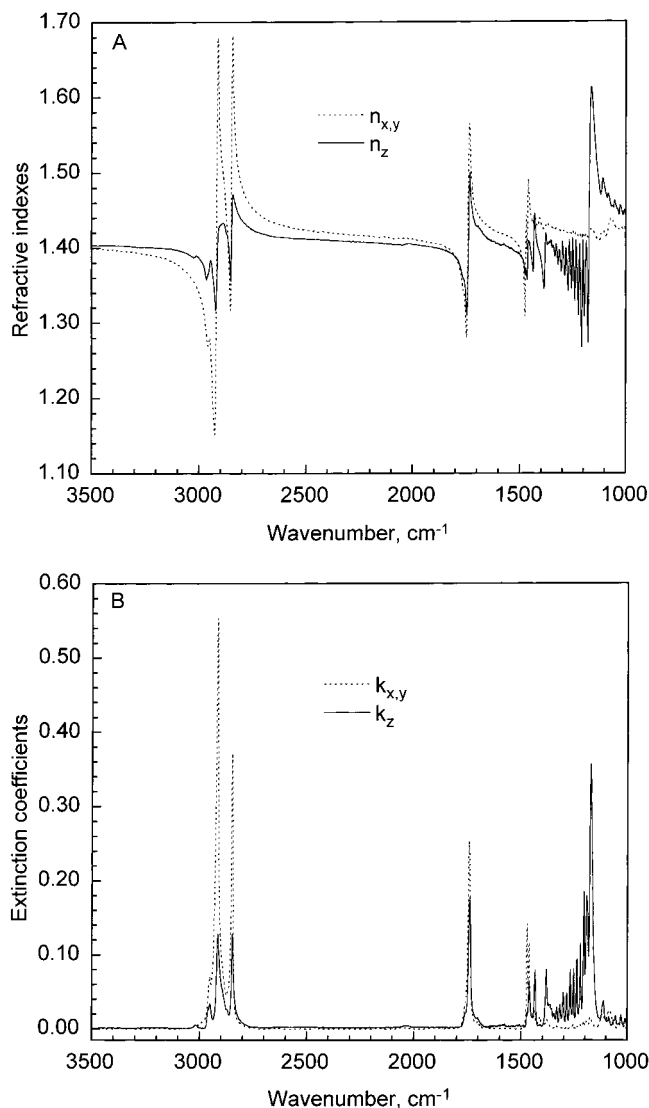 A
1.70
1.60
1.50
1.40
1.30
1.20
1.10
Refractive indexes
n_{x,y}
n_z
3500 3000 2500 2000 1500 1000
Wavenumber, cm⁻¹
B
0.60
0.50
0.40
0.30
0.20
0.10
0.00
Extinction coefficients
k_{x,y}
k_z
3500 3000 2500 2000 1500 1000
Wavenumber, cm⁻¹